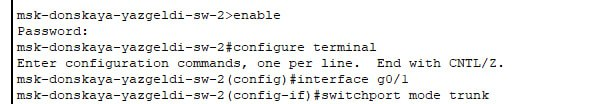 msk-donskaya-yazgeldi-sw-2>enable
Password:
msk-donskaya-yazgeldi-sw-2#configure terminal
Enter configuration commands, one per line.  End with CNTL/Z.
msk-donskaya-yazgeldi-sw-2(config)#interface g0/1
msk-donskaya-yazgeldi-sw-2(config-if)#switchport mode trunk